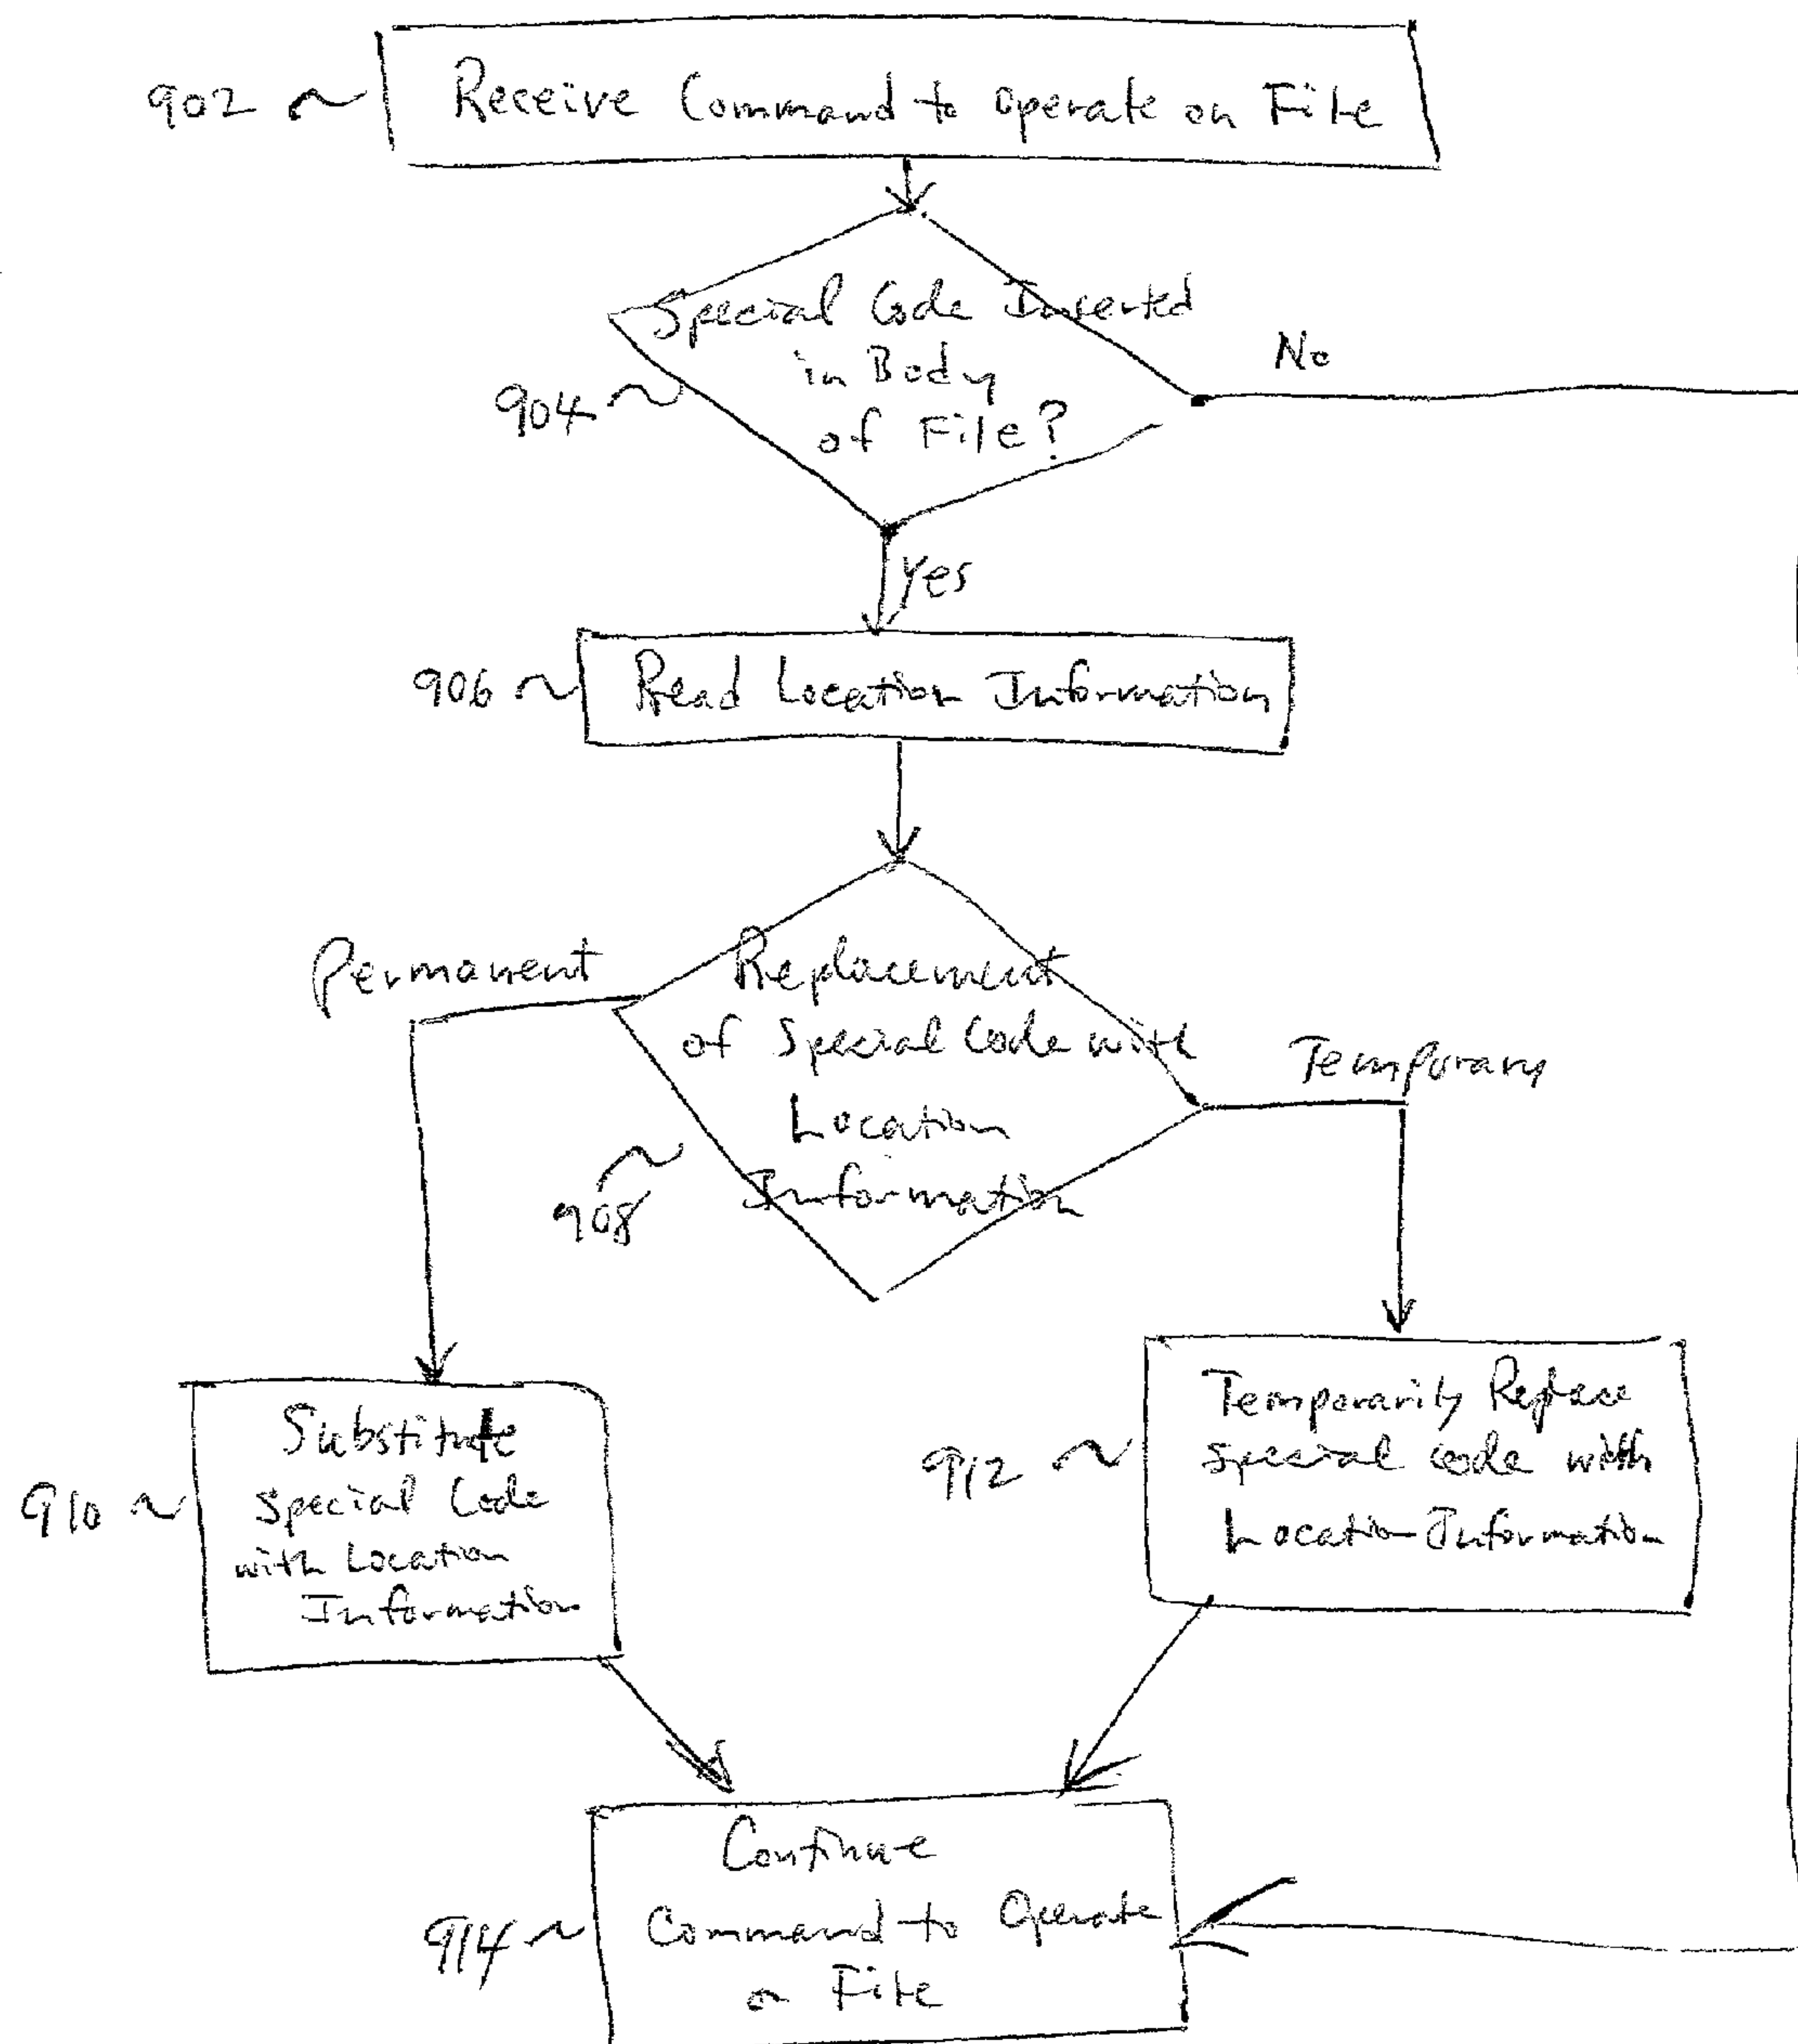 902
Receive Command to operate on File
Special Code Inserted
in Body
of File?
904
No
Yes
906
Read Location Information
Permanent
Replacement
of Special Code with
Location
Information
908
Temporary
910
Substitute
Special Code
with Location
Information
912
Temporarily Replace
special code with
Location Information
914
Continue
Command to Operate
on File